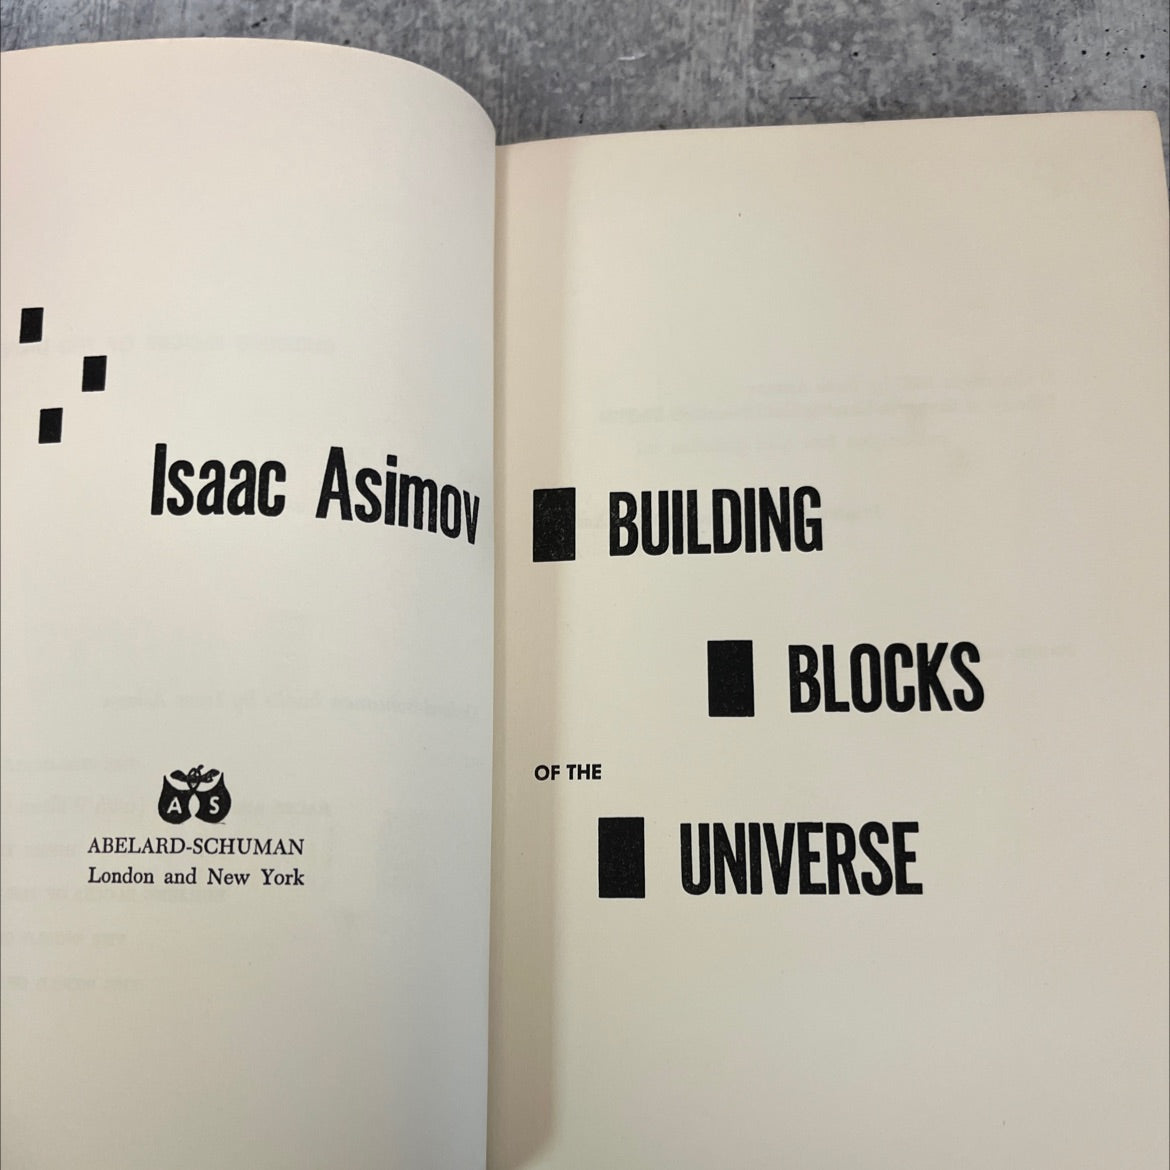 Isaac Asimov
A S
ABELARD-SCHUMAN
London and New York
BUILDING
BLOCKS
OF THE
UNIVERSE